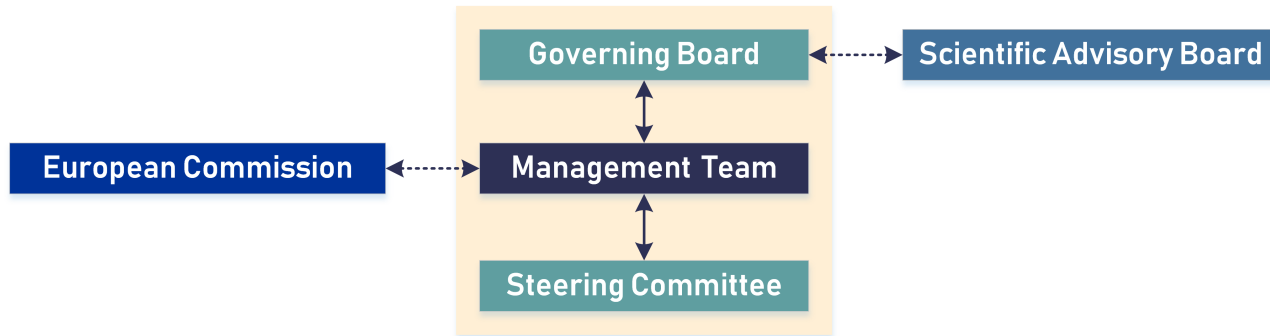 Governing Board
Scientific Advisory Board
European Commission
Management Team
Steering Committee